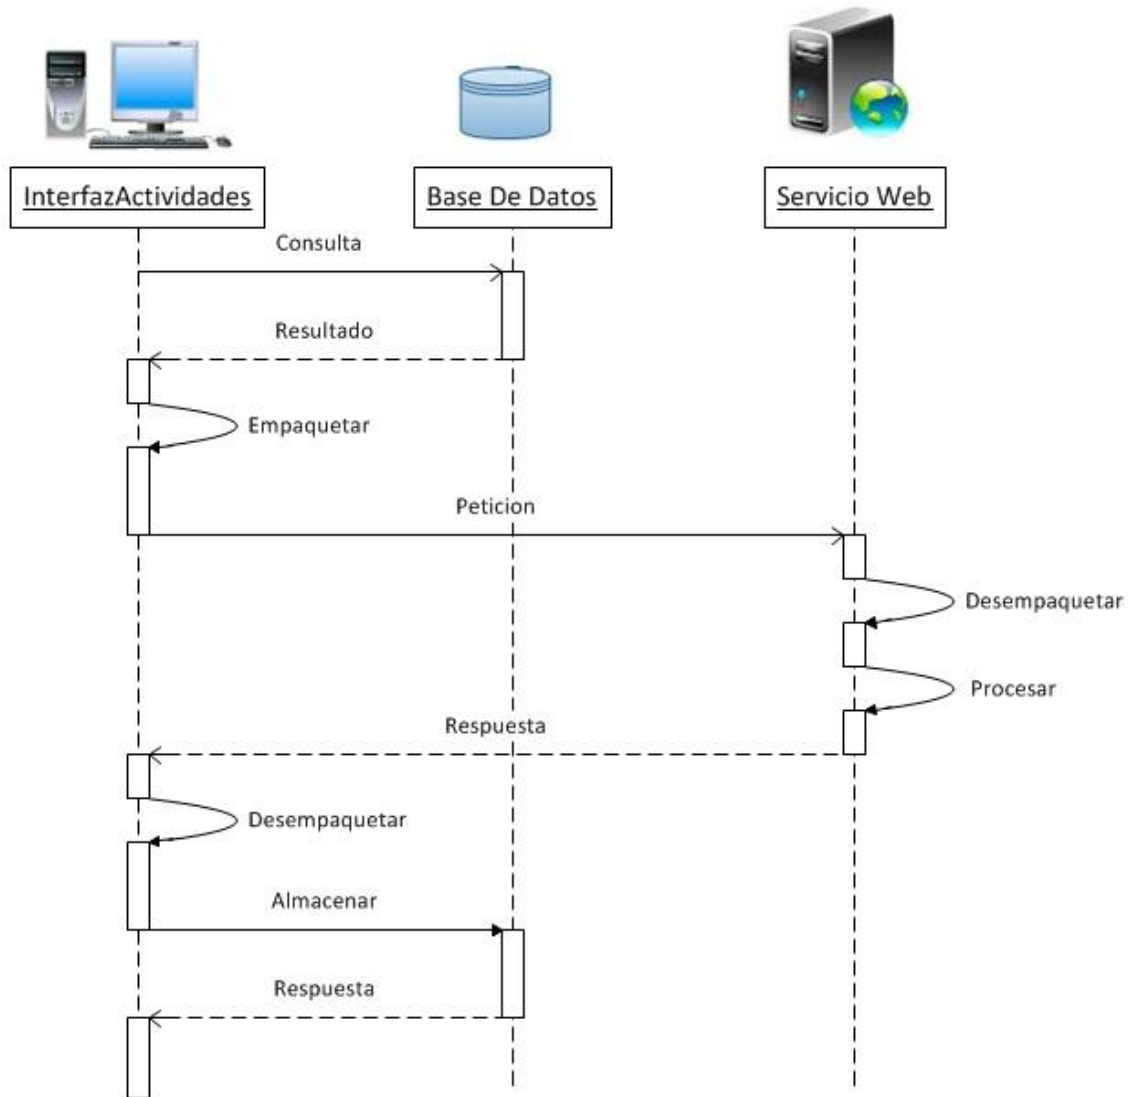 InterfazActividades
Base De Datos
Servicio Web
Consulta
Resultado
Empaquetar
Peticion
Desempaquetar
Procesar
Respuesta
Desempaquetar
Almacenar
Respuesta